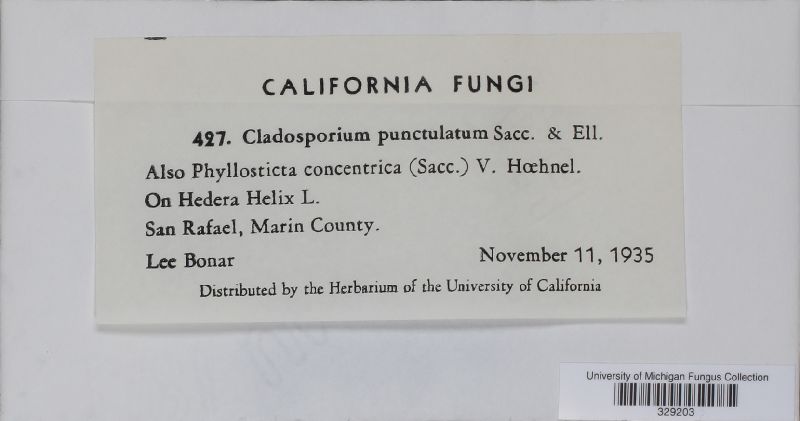 CALIFORNIA FUNGI
427. Cladosporium punctulatum Sacc. & Ell.
Also Phyllosticta concentrica (Sacc.) V. Hœhnel.
On Hedera Helix L.
San Rafael, Marin County.
Lee Bonar November 11, 1935
Distributed by the Herbarium of the University of California
University of Michigan Fungus Collection
329203